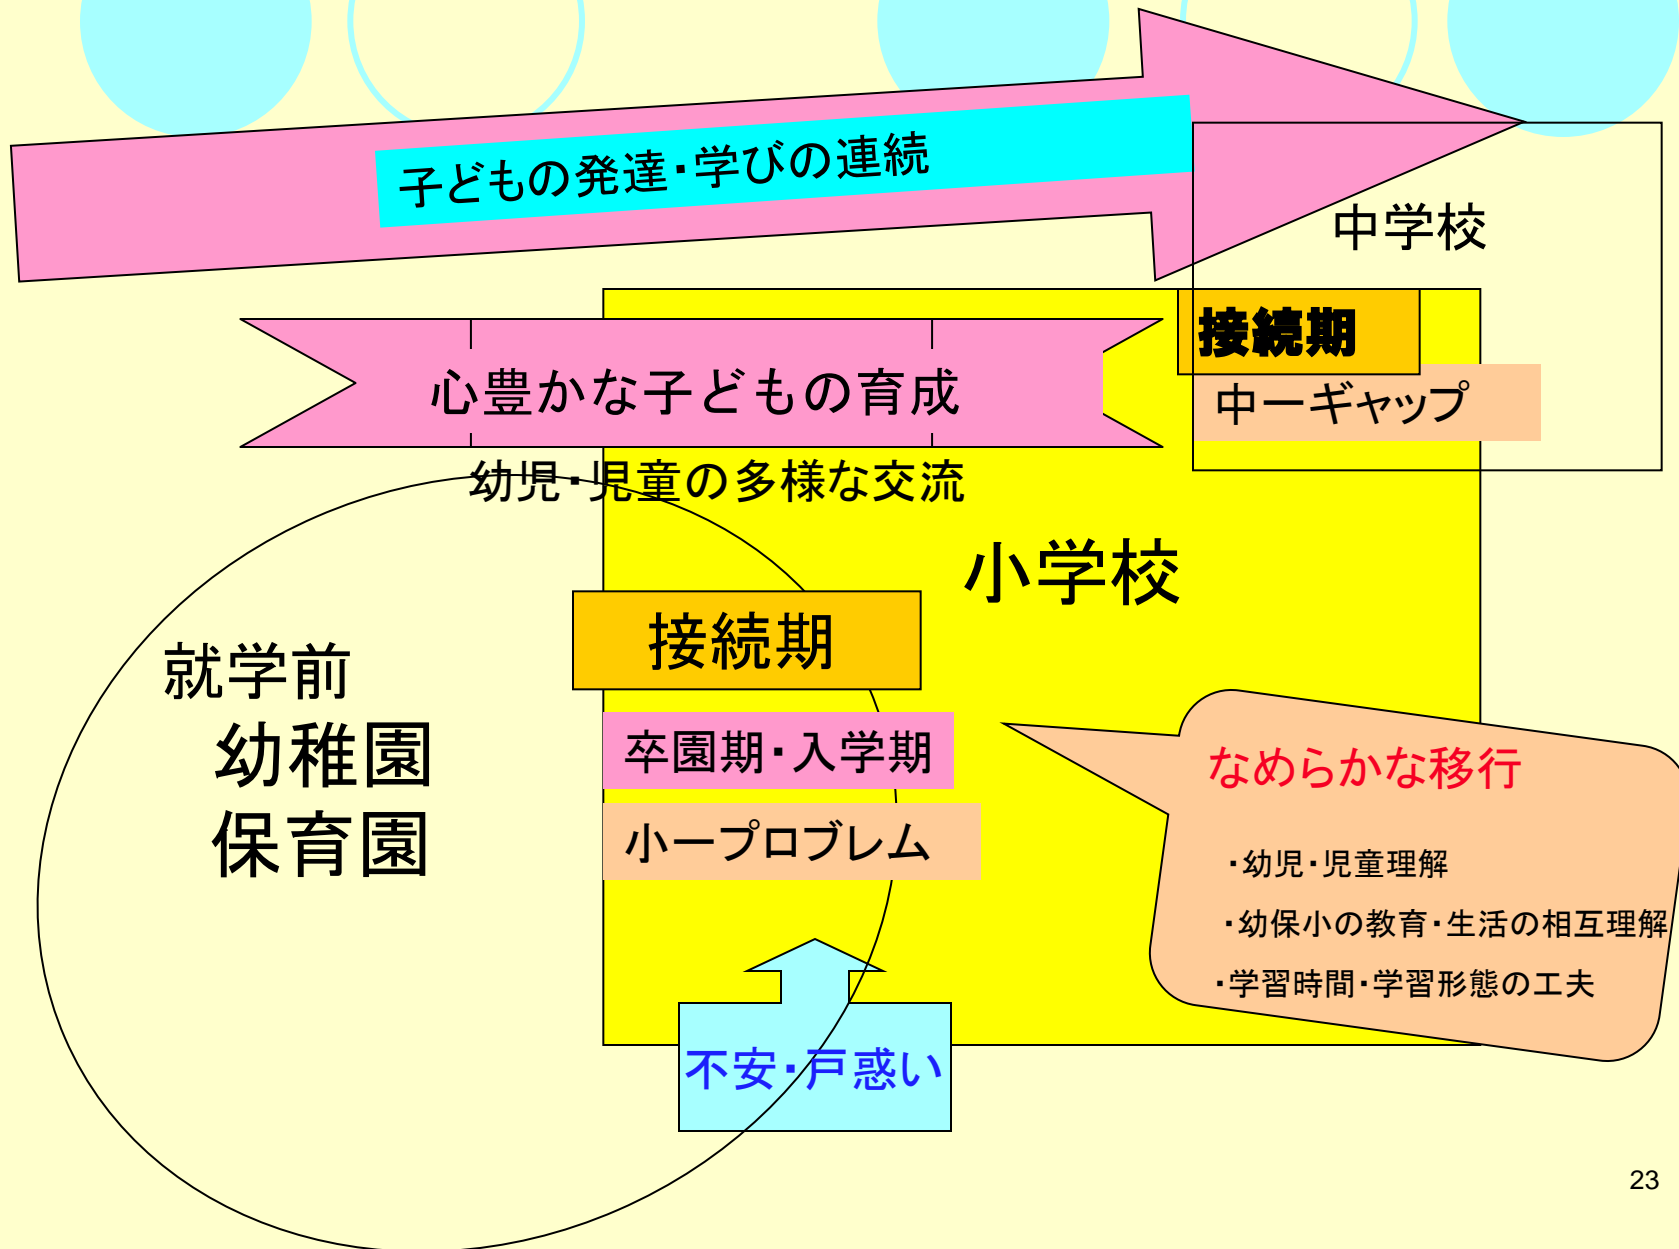 子どもの発達・学びの連続
中学校
接続期
中一ギャップ
心豊かな子どもの育成
幼児・児童の多様な交流
小学校
接続期
就学前
幼稚園
保育園
卒園期・入学期
小一プロブレム
なめらかな移行
・幼児・児童理解
・幼保小の教育・生活の相互理解
・学習時間・学習形態の工夫
不安・戸惑い
23